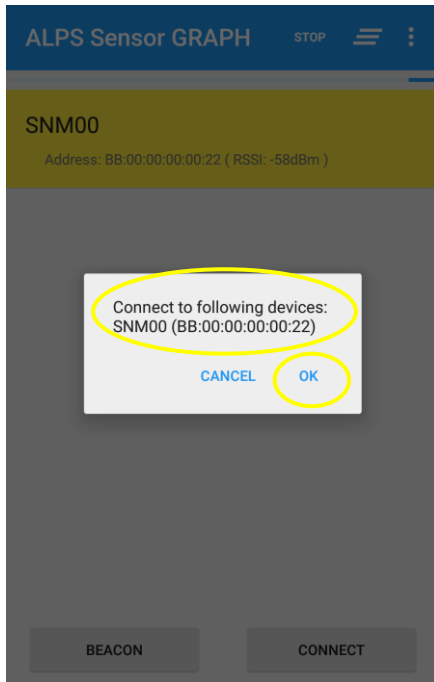 ALPS Sensor GRAPH STOP
SNM00
Address: BB:00:00:00:00:22 ( RSSI: -58dBm )
Connect to following devices:
SNM00 (BB:00:00:00:00:22)
CANCEL OK
BEACON CONNECT